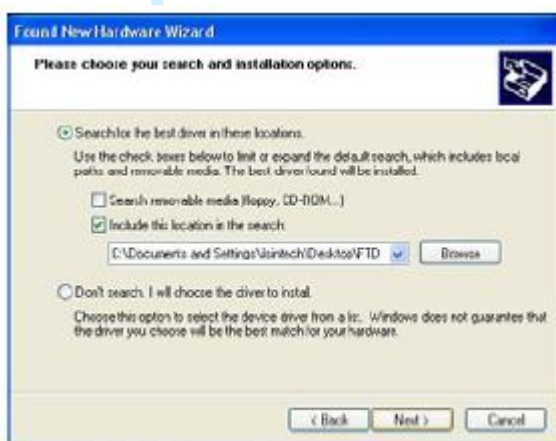 Found New Hardware Wizard
Please choose your search and installation options.
Search for the best driver in these locations.
Use the check boxes below to limit or expand the default search, which includes local
paths and removable media. The best driver found will be installed.
Search removable media (floppy, CD-ROM...)
Include this location in the search:
C:\Documents and Settings\ \Desktop\FTD
Browse
Don't search. I will choose the driver to install.
Choose this option to select the device driver from a list. Windows does not guarantee that
the driver you choose will be the best match for your hardware.
< Back
Next >
Cancel